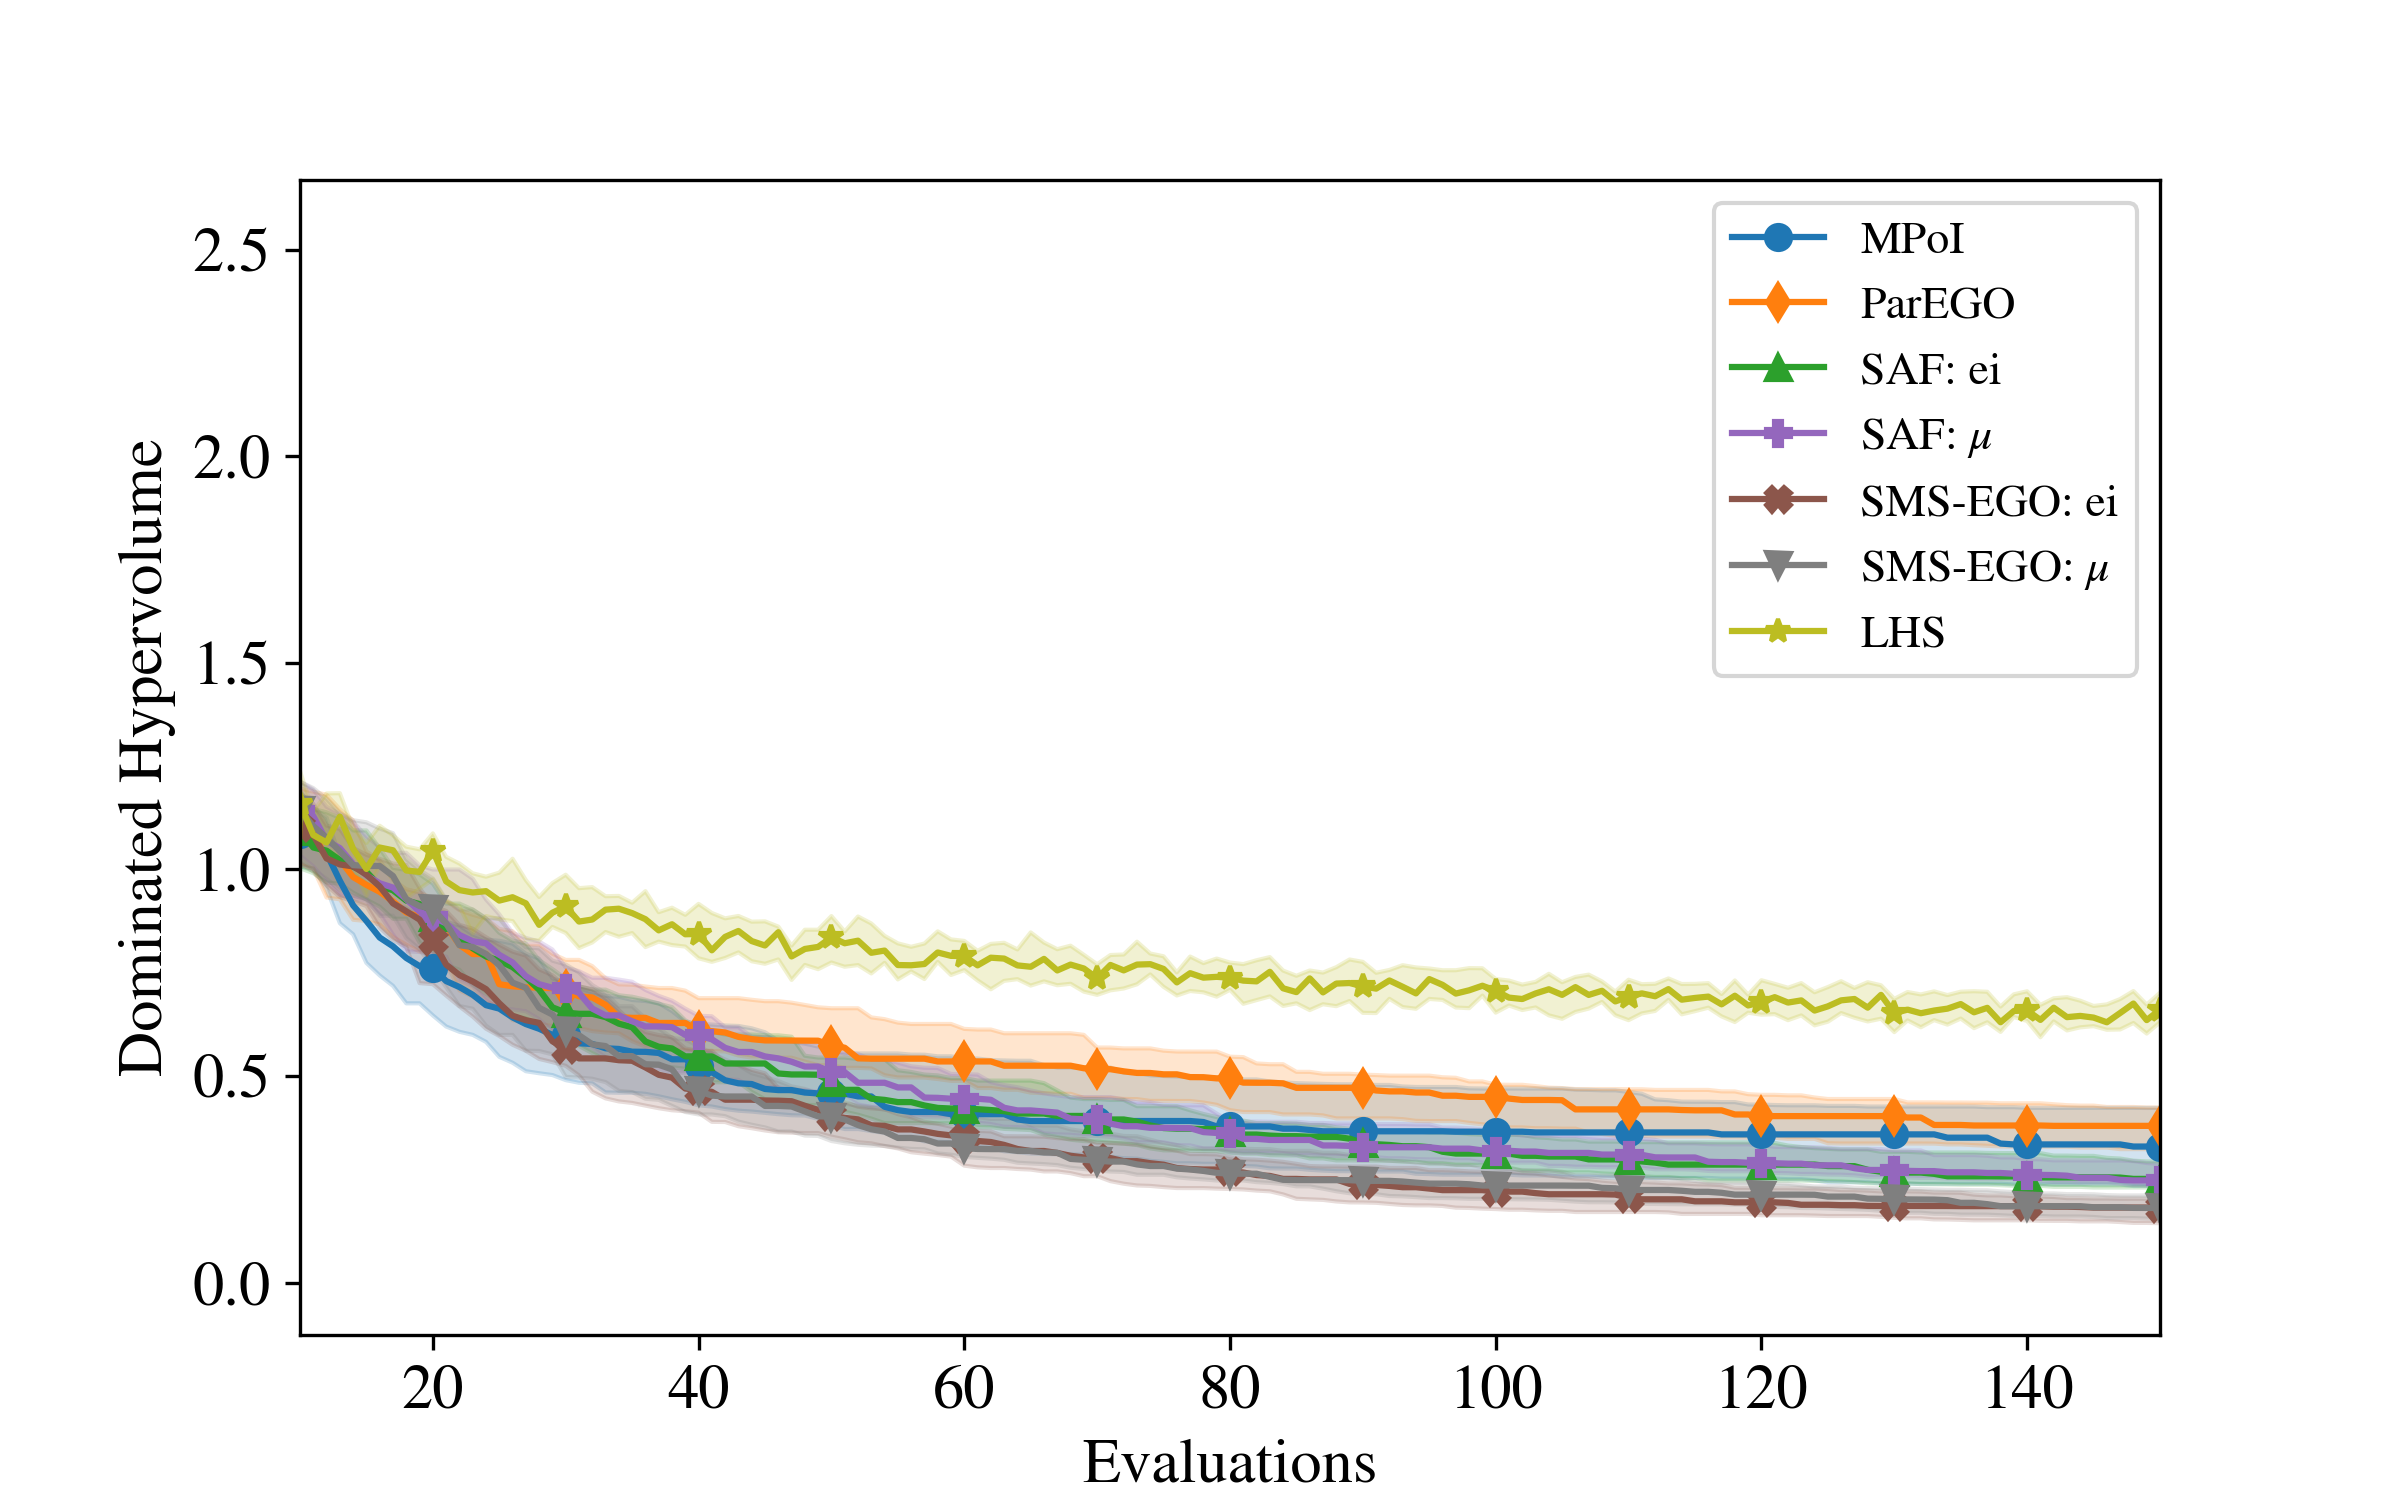 2.5
2.0
1.5
1.0
0.5
0.0
Dominated Hypervolume
20 40 60 80 100 120 140
Evaluations
MPoI
ParEGO
SAF: ei
SAF: μ
SMS-EGO: ei
SMS-EGO: μ
LHS